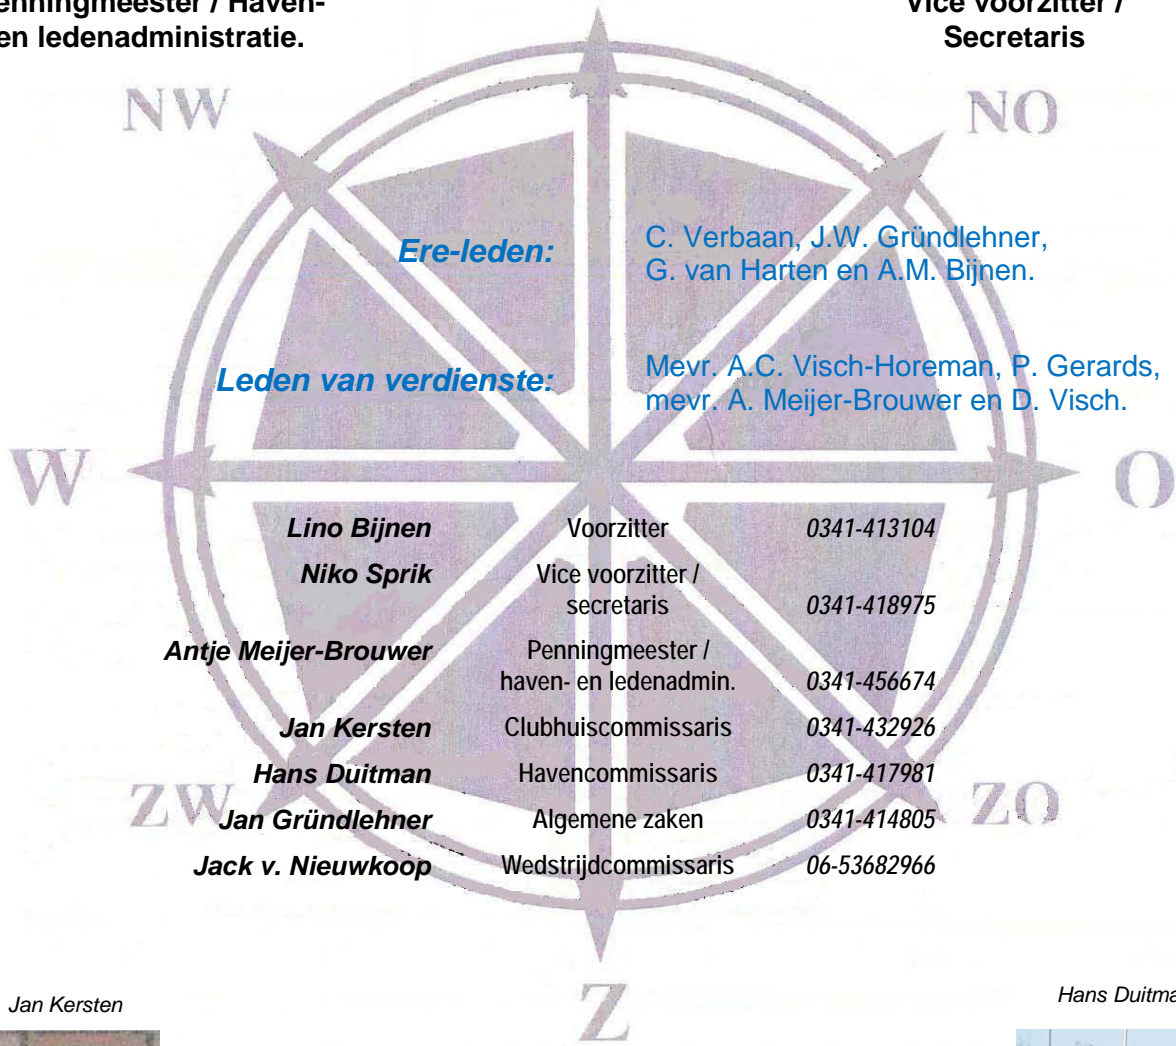 en ledenadministratie.
Vice voorzitter /
Secretaris
NW
NO
Ere-leden:
C. Verbaan, J.W. Gründlehner,
G. van Harten en A.M. Bijnen.
Leden van verdienste:
Mevr. A.C. Visch-Horeman, P. Gerards,
mevr. A. Meijer-Brouwer en D. Visch.
W
O
Lino Bijnen Voorzitter 0341-413104
Niko Sprik Vice voorzitter /
secretaris 0341-418975
Antje Meijer-Brouwer Penningmeester /
haven- en ledenadmin. 0341-456674
Jan Kersten Clubhuiscommissaris 0341-432926
Hans Duitman Havencommissaris 0341-417981
ZW
ZO
Jan Gründlehner Algemene zaken 0341-414805
Jack v. Nieuwkoop Wedstrijdcommissaris 06-53682966
Z
Jan Kersten
Hans Duitma